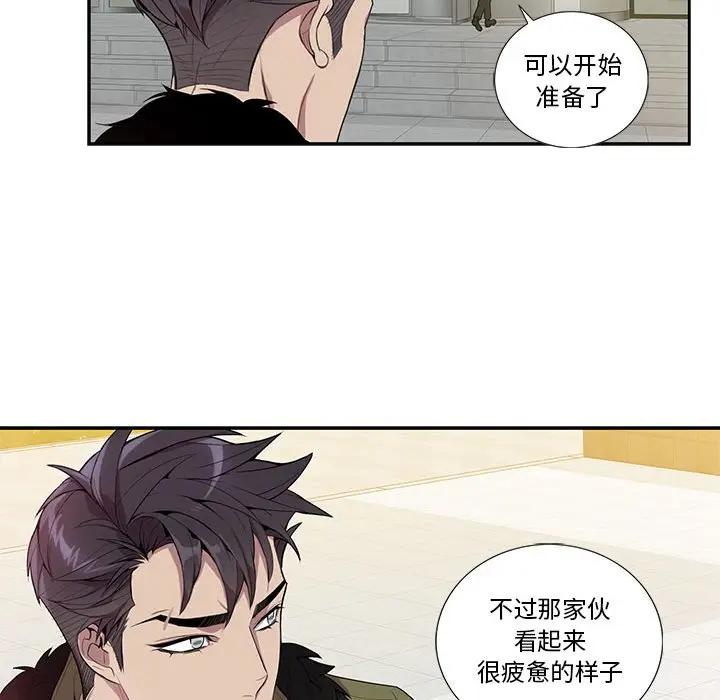 可以开始
准备了
不过那家伙
看起来
很疲惫的样子